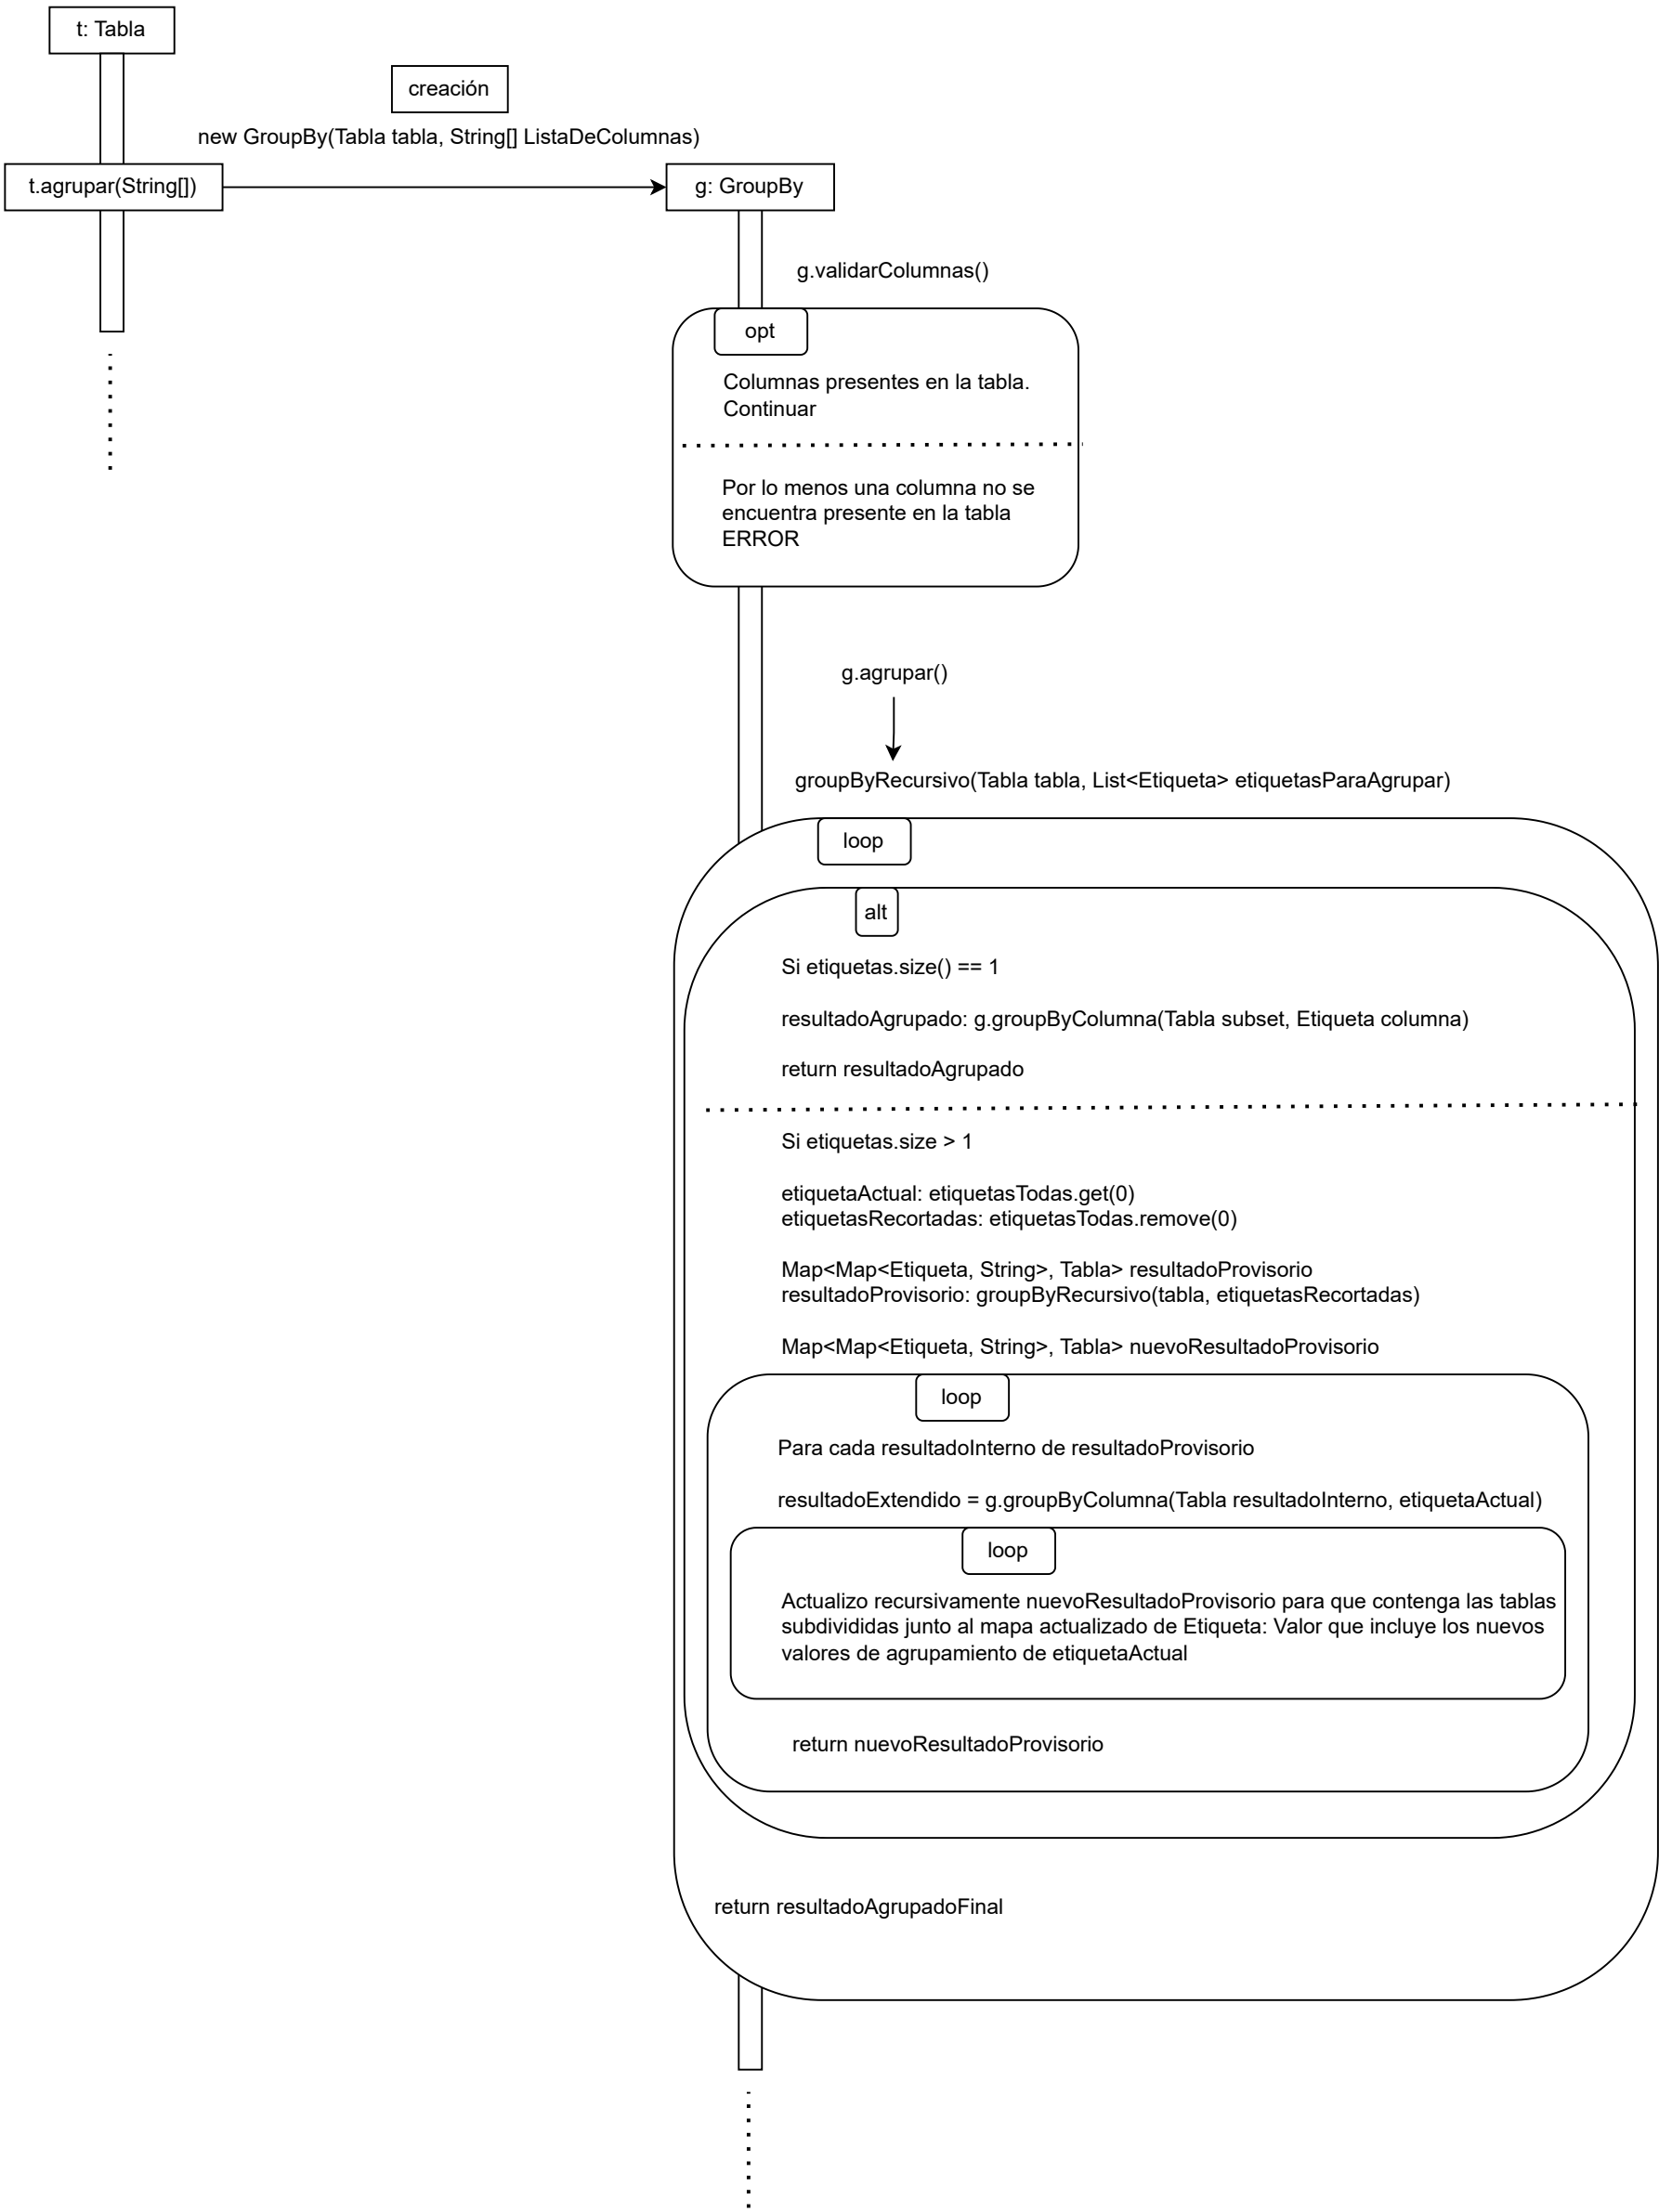 t: Tabla
creación
new GroupBy(Tabla tabla, String[] ListaDeColumnas)
t.agrupar(String[])
g: GroupBy
g.validarColumnas()
opt
Columnas presentes en la tabla.
Continuar
Por lo menos una columna no se
encuentra presente en la tabla
ERROR
g.agrupar()
groupByRecursivo(Tabla tabla, List<Etiqueta> etiquetasParaAgrupar)
loop
alt
Si etiquetas.size() == 1
resultadoAgrupado: g.groupByColumna(Tabla subset, Etiqueta columna)
return resultadoAgrupado
Si etiquetas.size > 1
etiquetaActual: etiquetasTodas.get(0)
etiquetasRecortadas: etiquetasTodas.remove(0)
Map<Map<Etiqueta, String>, Tabla> resultadoProvisorio
resultadoProvisorio: groupByRecursivo(tabla, etiquetasRecortadas)
Map<Map<Etiqueta, String>, Tabla> nuevoResultadoProvisorio
loop
Para cada resultadoInterno de resultadoProvisorio
resultadoExtendido = g.groupByColumna(Tabla resultadoInterno, etiquetaActual)
loop
Actualizo recursivamente nuevoResultadoProvisorio para que contenga las tablas
subdivididas junto al mapa actualizado de Etiqueta: Valor que incluye los nuevos
valores de agrupamiento de etiquetaActual
return nuevoResultadoProvisorio
return resultadoAgrupadoFinal